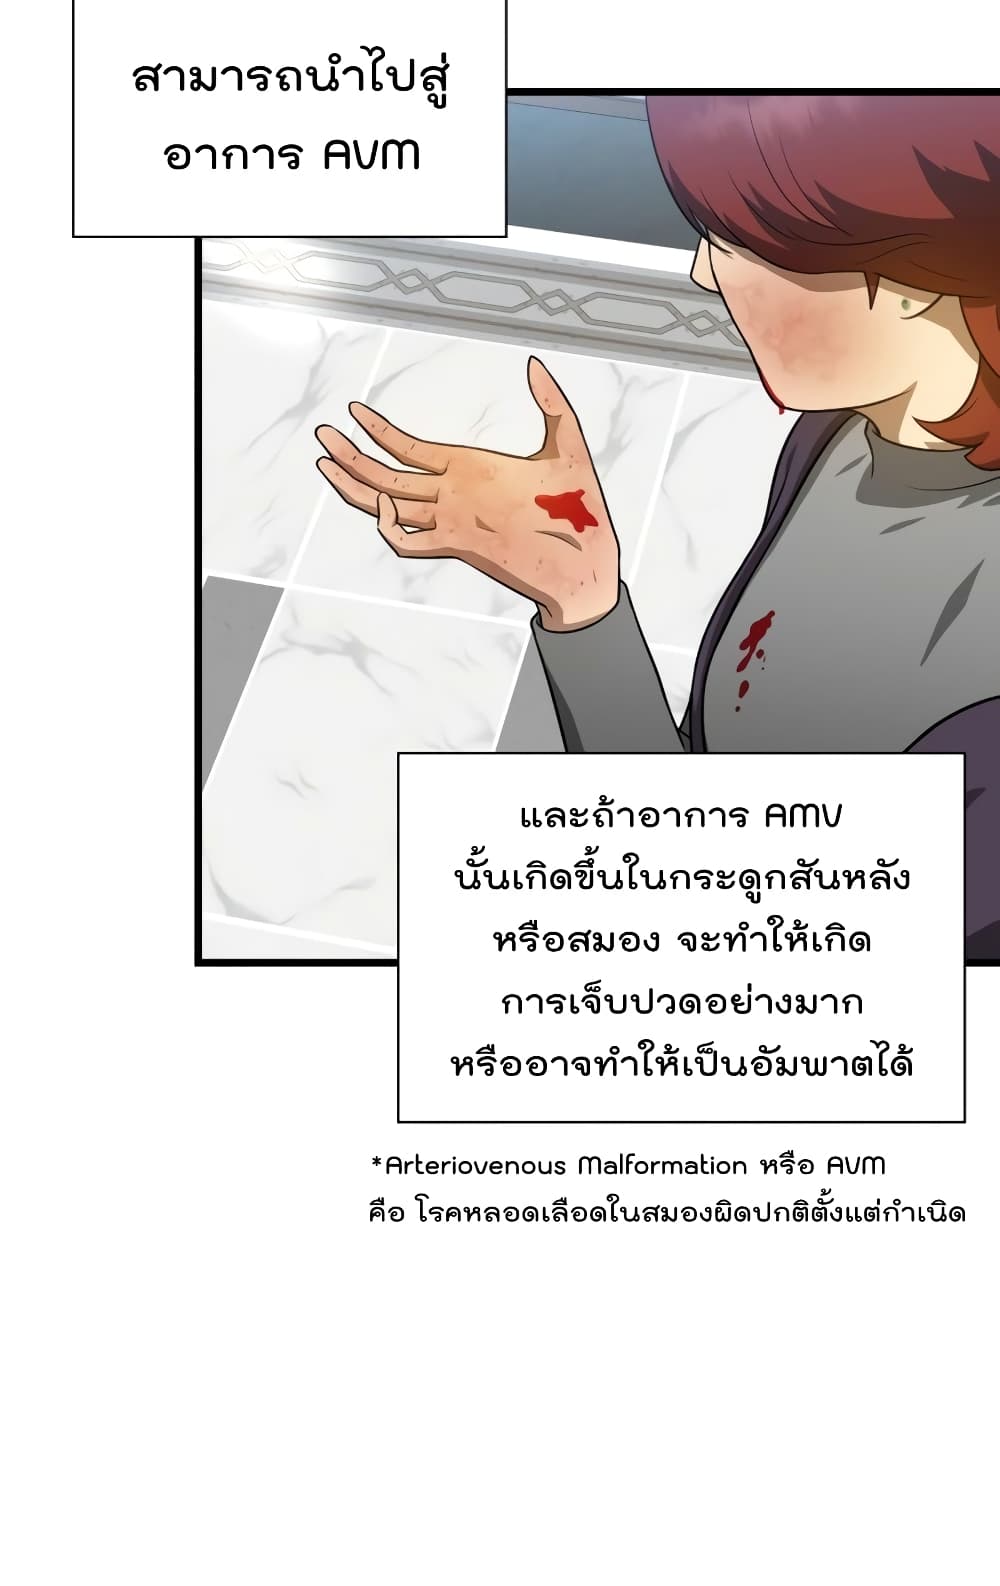 สามารถนำไปสู่
อาการ AVM
และถ้าอาการ AMV
นั้นเกิดขึ้นในกระดูกสันหลัง
หรือสมอง จะทำให้เกิด
การเจ็บปวดอย่างมาก
หรืออาจทำให้เป็นอัมพาตได้
*Arteriovenous Malformation หรือ AVM
คือ โรคหลอดเลือดในสมองผิดปกติตั้งแต่กำเนิด